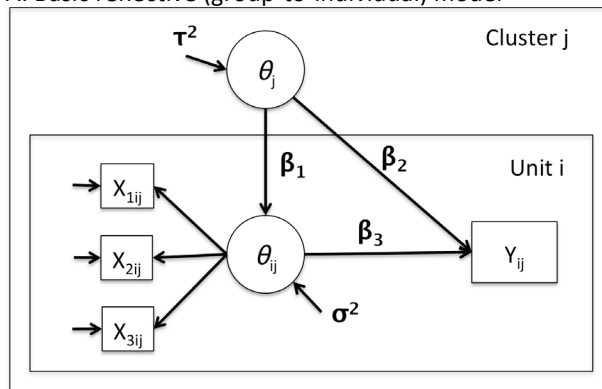 Basic reflective (group-to-individual) model
Cluster j
τ²
θⱼ
Unit i
β₁
β₂
X₁ᵢⱼ
X₂ᵢⱼ
θᵢⱼ
β₃
Yᵢⱼ
X₃ᵢⱼ
σ²